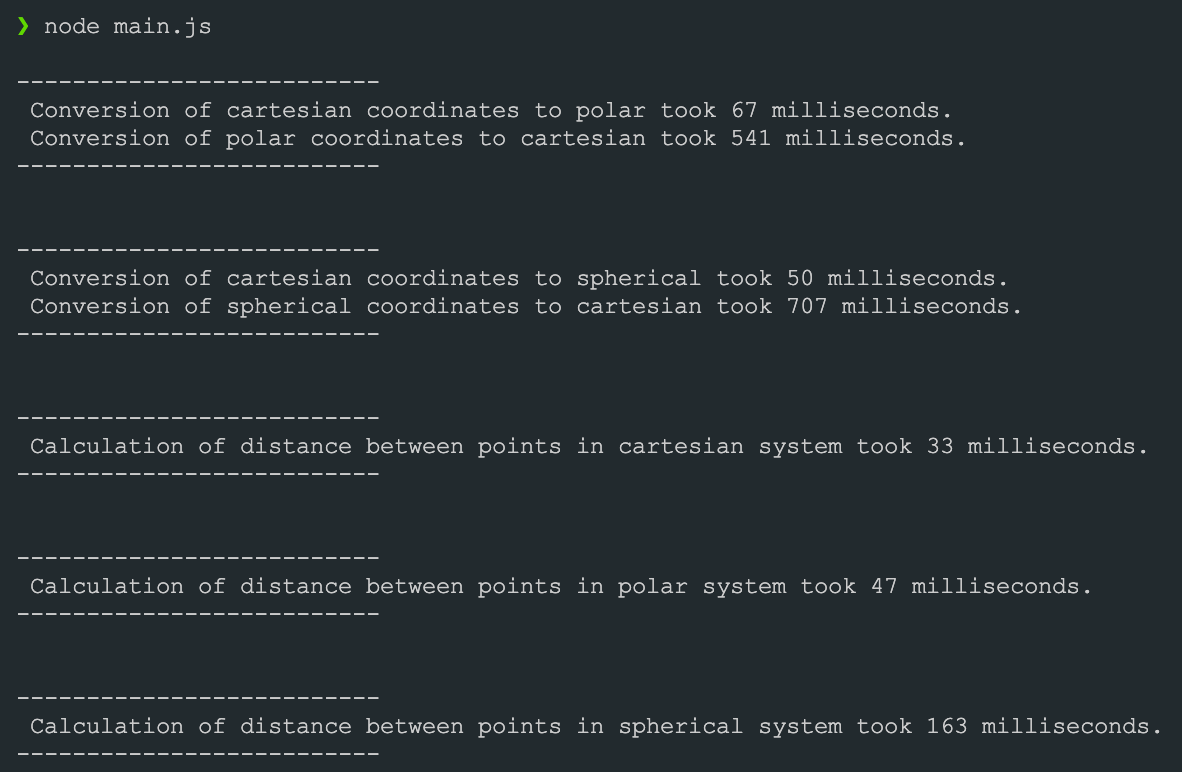 ❯ node main.js
--------------------------
Conversion of cartesian coordinates to polar took 67 milliseconds.
Conversion of polar coordinates to cartesian took 541 milliseconds.
--------------------------
--------------------------
Conversion of cartesian coordinates to spherical took 50 milliseconds.
Conversion of spherical coordinates to cartesian took 707 milliseconds.
--------------------------
--------------------------
Calculation of distance between points in cartesian system took 33 milliseconds.
--------------------------
--------------------------
Calculation of distance between points in polar system took 47 milliseconds.
--------------------------
--------------------------
Calculation of distance between points in spherical system took 163 milliseconds.
--------------------------